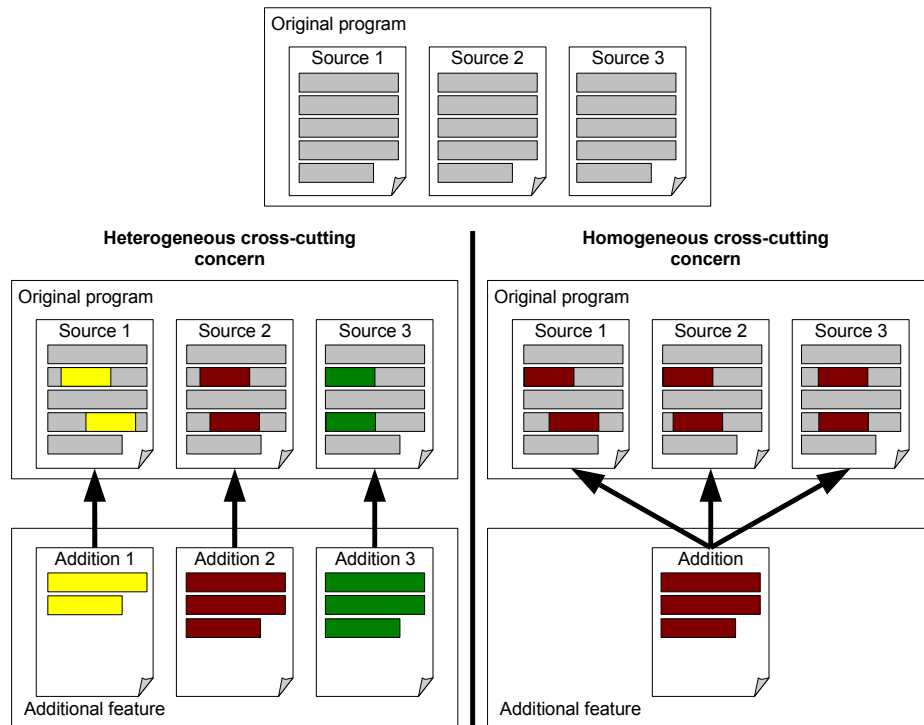 Original program
Source 1
Source 2
Source 3
Heterogeneous cross-cutting
concern
Original program
Source 1
Source 2
Source 3
Addition 1
Addition 2
Addition 3
Additional feature
Homogeneous cross-cutting
concern
Original program
Source 1
Source 2
Source 3
Addition
Additional feature